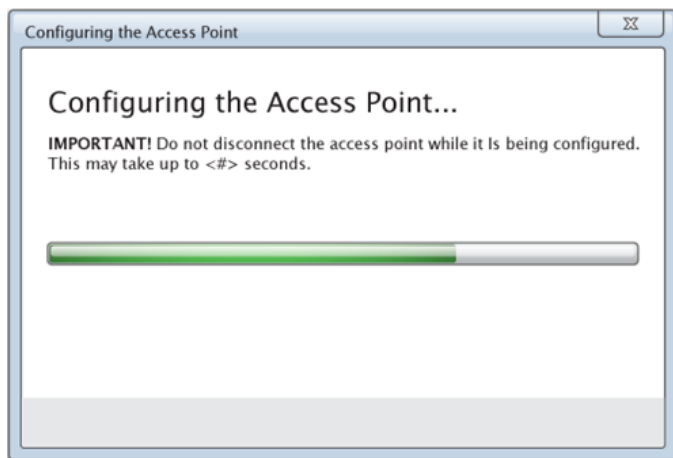 Configuring the Access Point
Configuring the Access Point...
IMPORTANT! Do not disconnect the access point while it Is being configured.
This may take up to <#> seconds.